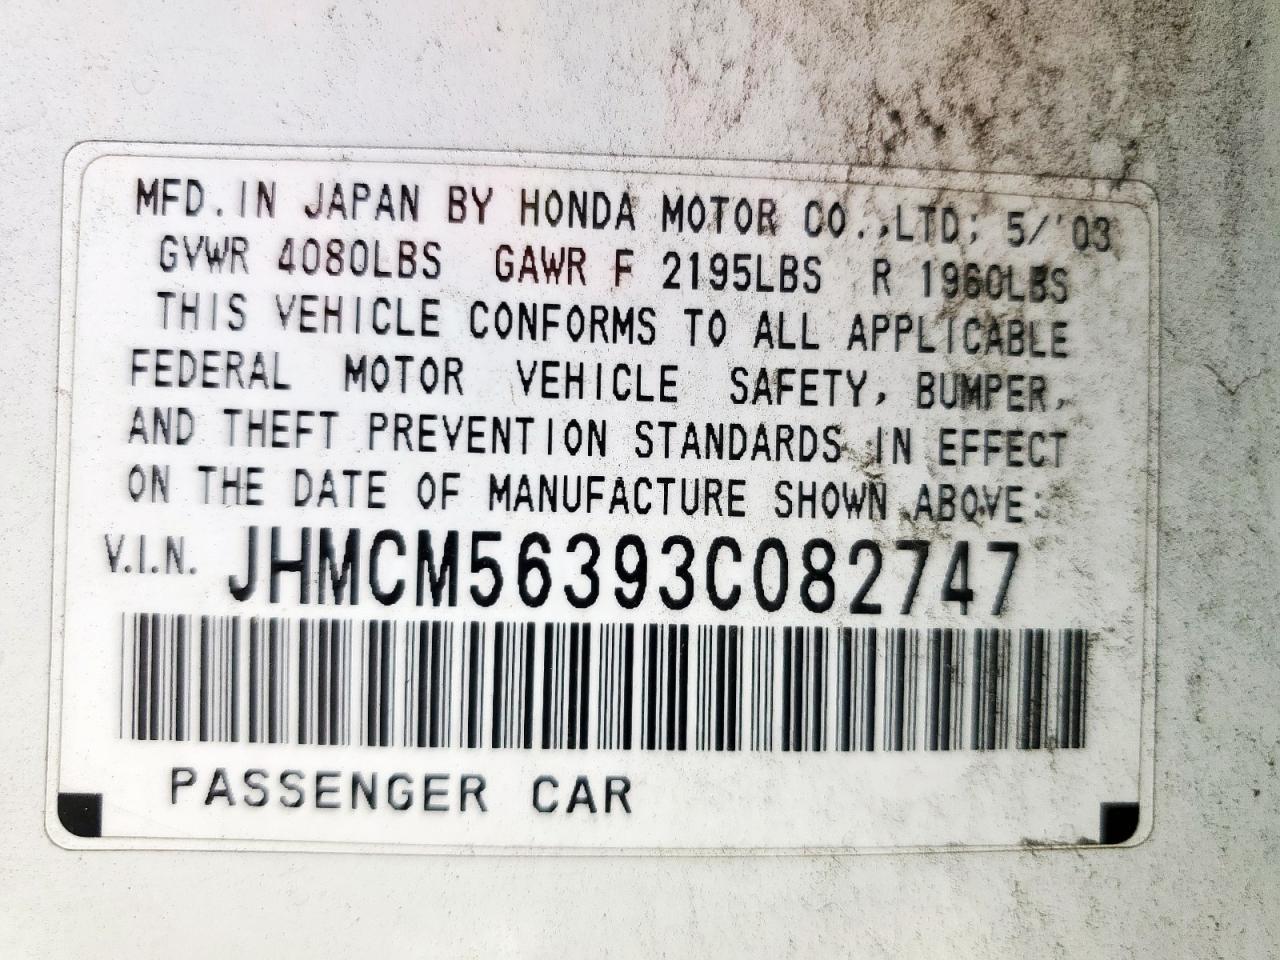 MFD. IN JAPAN BY HONDA MOTOR CO.,LTD; 5/'03
GVWR 4080LBS GAWR F 2195LBS R 1960LBS
THIS VEHICLE CONFORMS TO ALL APPLICABLE
FEDERAL MOTOR VEHICLE SAFETY, BUMPER,
AND THEFT PREVENTION STANDARDS IN EFFECT
ON THE DATE OF MANUFACTURE SHOWN ABOVE:
V.I.N. JHMCM56393C082747
PASSENGER CAR